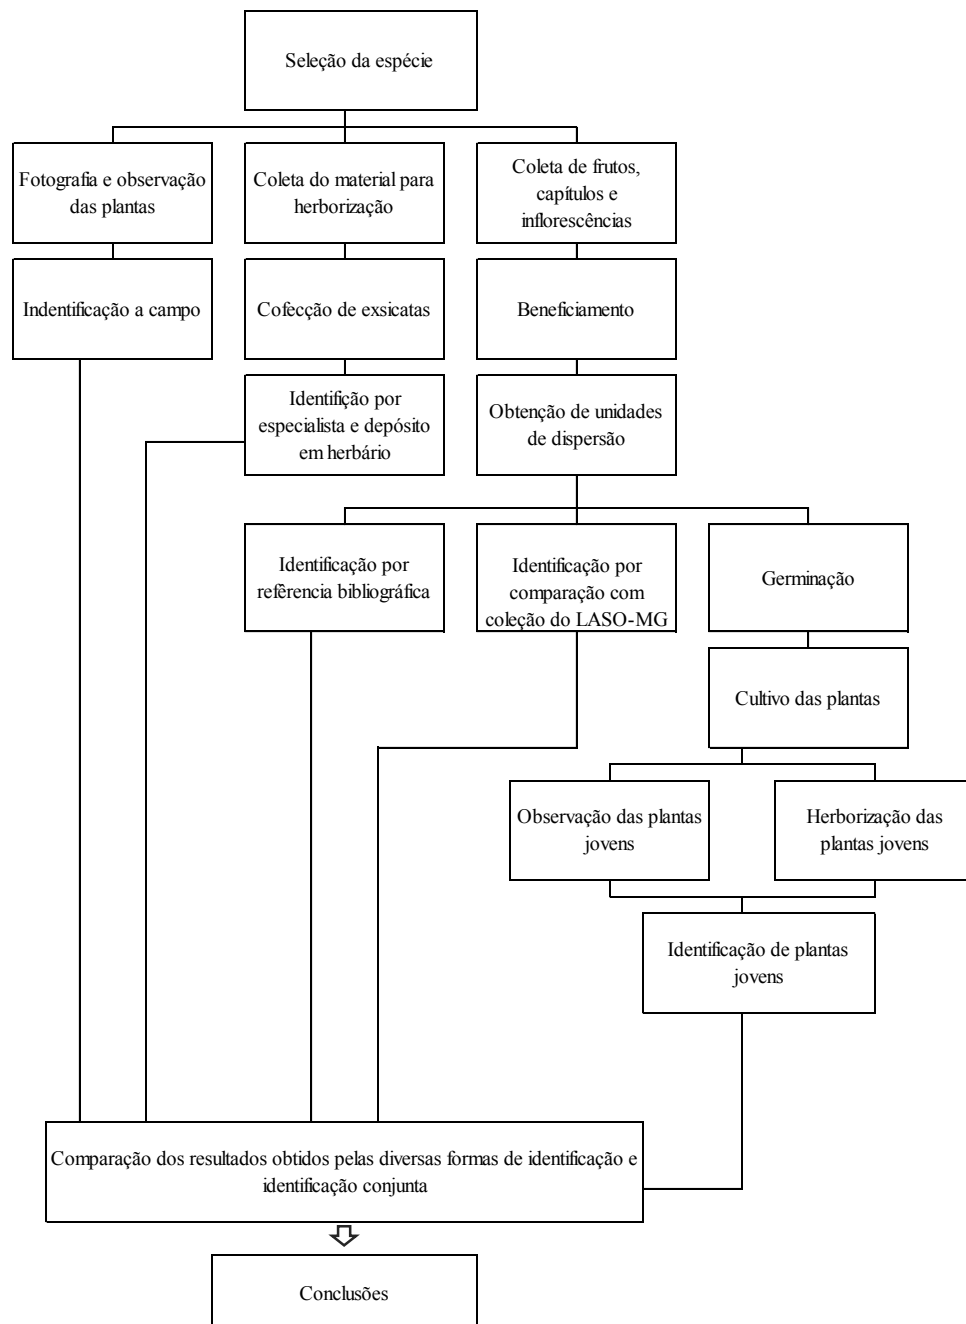 Seleção da espécie
Fotografia e observação
das plantas
Coleta do material para
herborização
Coleta de frutos,
capítulos e
inflorescências
Indentificação a campo
Cofecção de exsicatas
Beneficiamento
Identifição por
especialista e depósito
em herbário
Obtenção de unidades
de dispersão
Identificação por
refêrencia bibliográfica
Identificação por
comparação com
coleção do LASO-MG
Germinação
Cultivo das plantas
Observação das plantas
jovens
Herborização das
plantas jovens
Identificação de plantas
jovens
Comparação dos resultados obtidos pelas diversas formas de identificação e
identificação conjunta
Conclusões